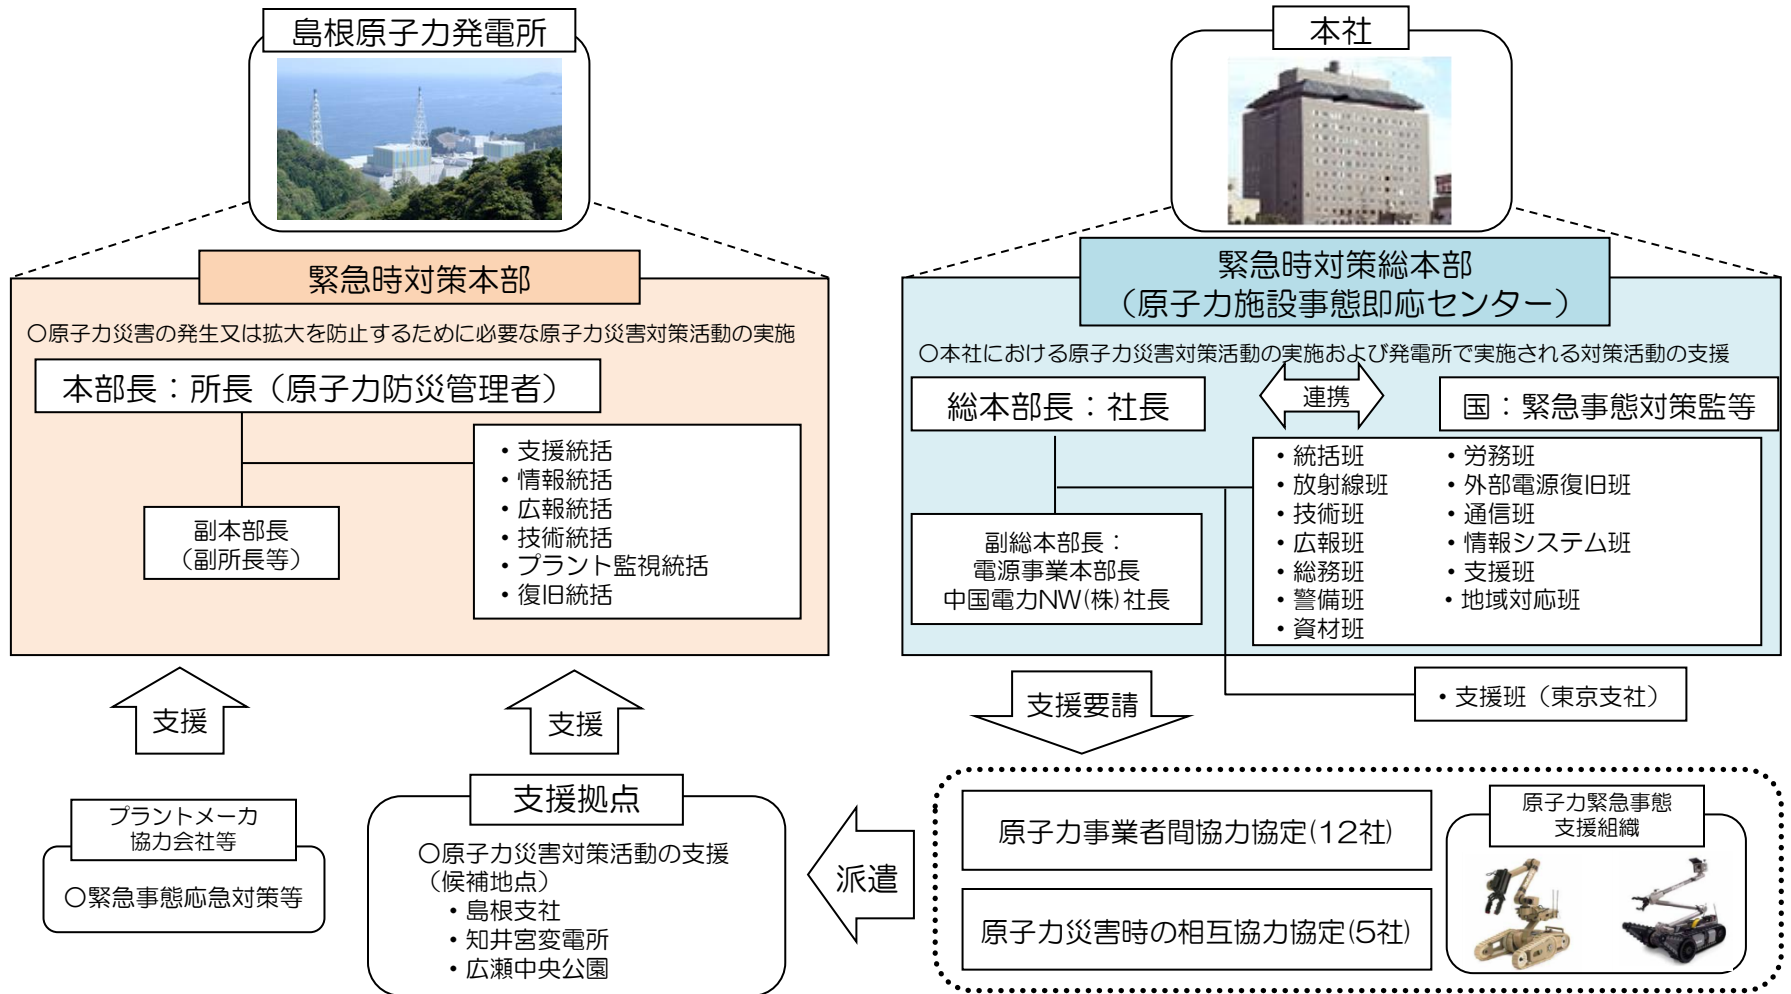 島根原子力発電所
緊急時対策本部
〇原子力災害の発生又は拡大を防止するために必要な原子力災害対策活動の実施
本部長：所長（原子力防災管理者）
副本部長
（副所長等）
・支援統括
・情報統括
・広報統括
・技術統括
・プラント監視統括
・復旧統括
本社
緊急時対策総本部
（原子力施設事態即応センター）
〇本社における原子力災害対策活動の実施および発電所で実施される対策活動の支援
総本部長：社長
連携
国：緊急事態対策監等
副総本部長：
電源事業本部長
中国電力NW(株)社長
・統括班
・放射線班
・技術班
・広報班
・総務班
・警備班
・資材班
・労務班
・外部電源復旧班
・通信班
・情報システム班
・支援班
・地域対応班
・支援班（東京支社）
支援
支援
支援要請
プラントメーカ
協力会社等
〇緊急事態応急対策等
支援拠点
〇原子力災害対策活動の支援
（候補地点）
・島根支社
・知井宮変電所
・広瀬中央公園
派遣
原子力事業者間協力協定(12社)
原子力災害時の相互協力協定(5社)
原子力緊急事態
支援組織